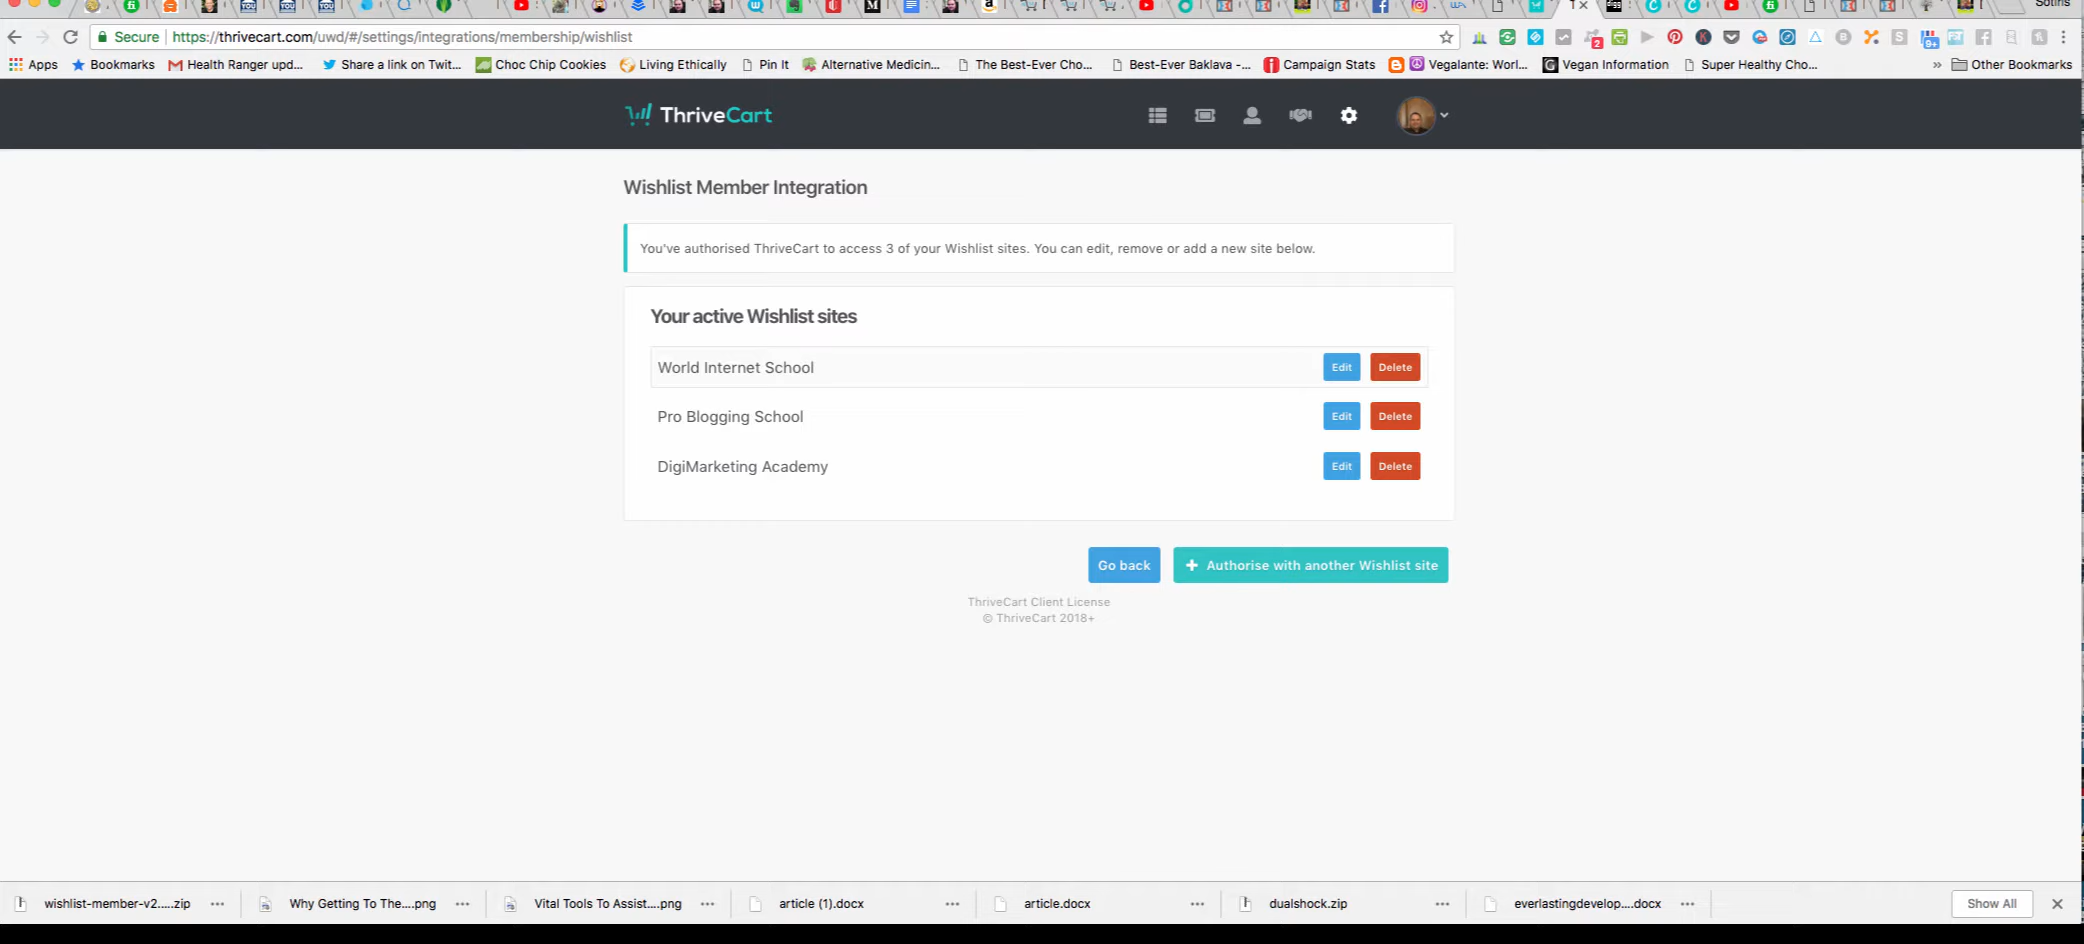 Sotiris
Secure https://thrivecart.com/uwd/#/settings/integrations/membership/wishlist
Apps Bookmarks Health Ranger upd... Share a link on Twit... Choc Chip Cookies Living Ethically Pin It Alternative Medicin... The Best-Ever Cho... Best-Ever Baklava -... Campaign Stats Vegalante: Worl... Vegan Information Super Healthy Cho... » Other Bookmarks
ThriveCart
Wishlist Member Integration
You've authorised ThriveCart to access 3 of your Wishlist sites. You can edit, remove or add a new site below.
Your active Wishlist sites
World Internet School Edit Delete
Pro Blogging School Edit Delete
DigiMarketing Academy Edit Delete
Go back + Authorise with another Wishlist site
ThriveCart Client License
© ThriveCart 2018+
wishlist-member-v2.....zip Why Getting To The....png Vital Tools To Assist....png article (1).docx article.docx dualshock.zip everlastingdevelop....docx Show All